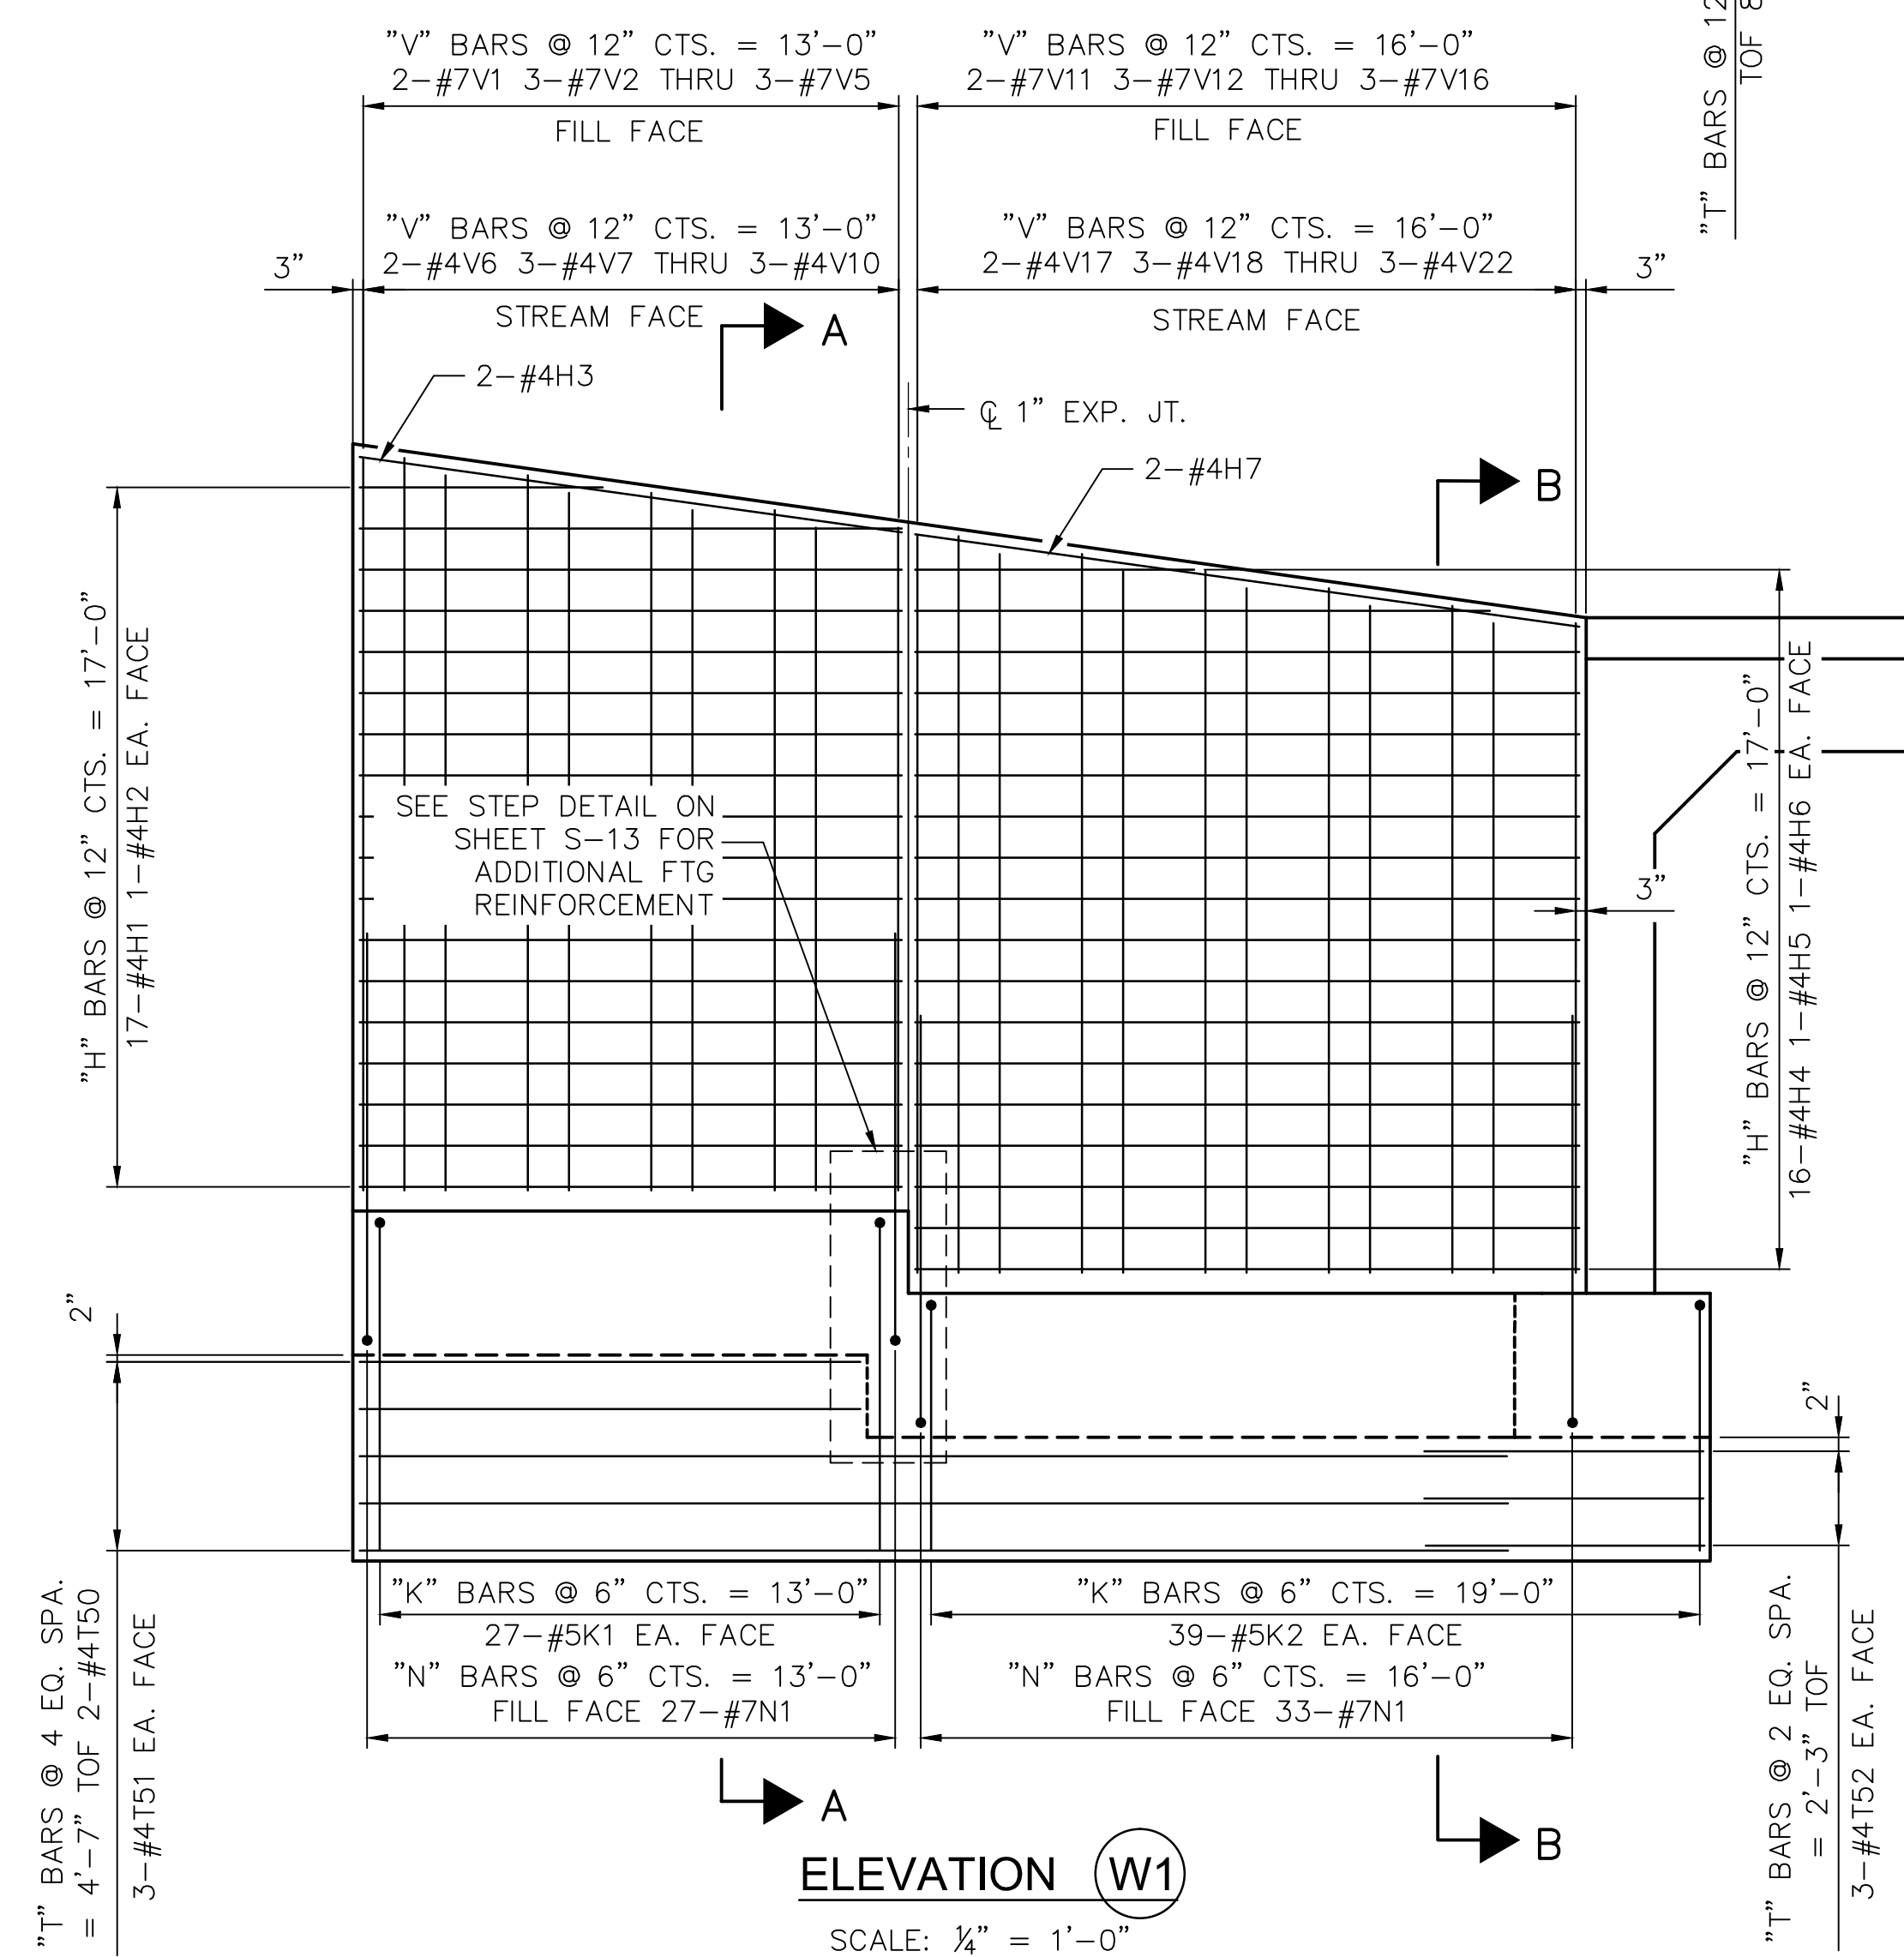 "V" BARS @ 12" CTS. = 13'-0"
2-#7V1 3-#7V2 THRU 3-#7V5
FILL FACE
"V" BARS @ 12" CTS. = 16'-0"
2-#7V11 3-#7V12 THRU 3-#7V16
FILL FACE
"T" BARS @ 12
TOF 8
"V" BARS @ 12" CTS. = 13'-0"
2-#4V6 3-#4V7 THRU 3-#4V10
STREAM FACE
3"
"V" BARS @ 12" CTS. = 16'-0"
2-#4V17 3-#4V18 THRU 3-#4V22
STREAM FACE
3"
A
2-#4H3
℄ 1" EXP. JT.
2-#4H7
B
"H" BARS @ 12" CTS. = 17'-0"
17-#4H1 1-#4H2 EA. FACE
SEE STEP DETAIL ON
SHEET S-13 FOR
ADDITIONAL FTG
REINFORCEMENT
3"
"H" BARS @ 12" CTS. = 17'-0"
16-#4H4 1-#4H5 1-#4H6 EA. FACE
2"
2"
"T" BARS @ 4 EQ. SPA.
= 4'-7" TOF 2-#4T50
3-#4T51 EA. FACE
"K" BARS @ 6" CTS. = 13'-0"
27-#5K1 EA. FACE
"N" BARS @ 6" CTS. = 13'-0"
FILL FACE 27-#7N1
"K" BARS @ 6" CTS. = 19'-0"
39-#5K2 EA. FACE
"N" BARS @ 6" CTS. = 16'-0"
FILL FACE 33-#7N1
"T" BARS @ 2 EQ. SPA.
= 2'-3" TOF
3-#4T52 EA. FACE
A
B
ELEVATION W1
SCALE: ¼" = 1'-0"